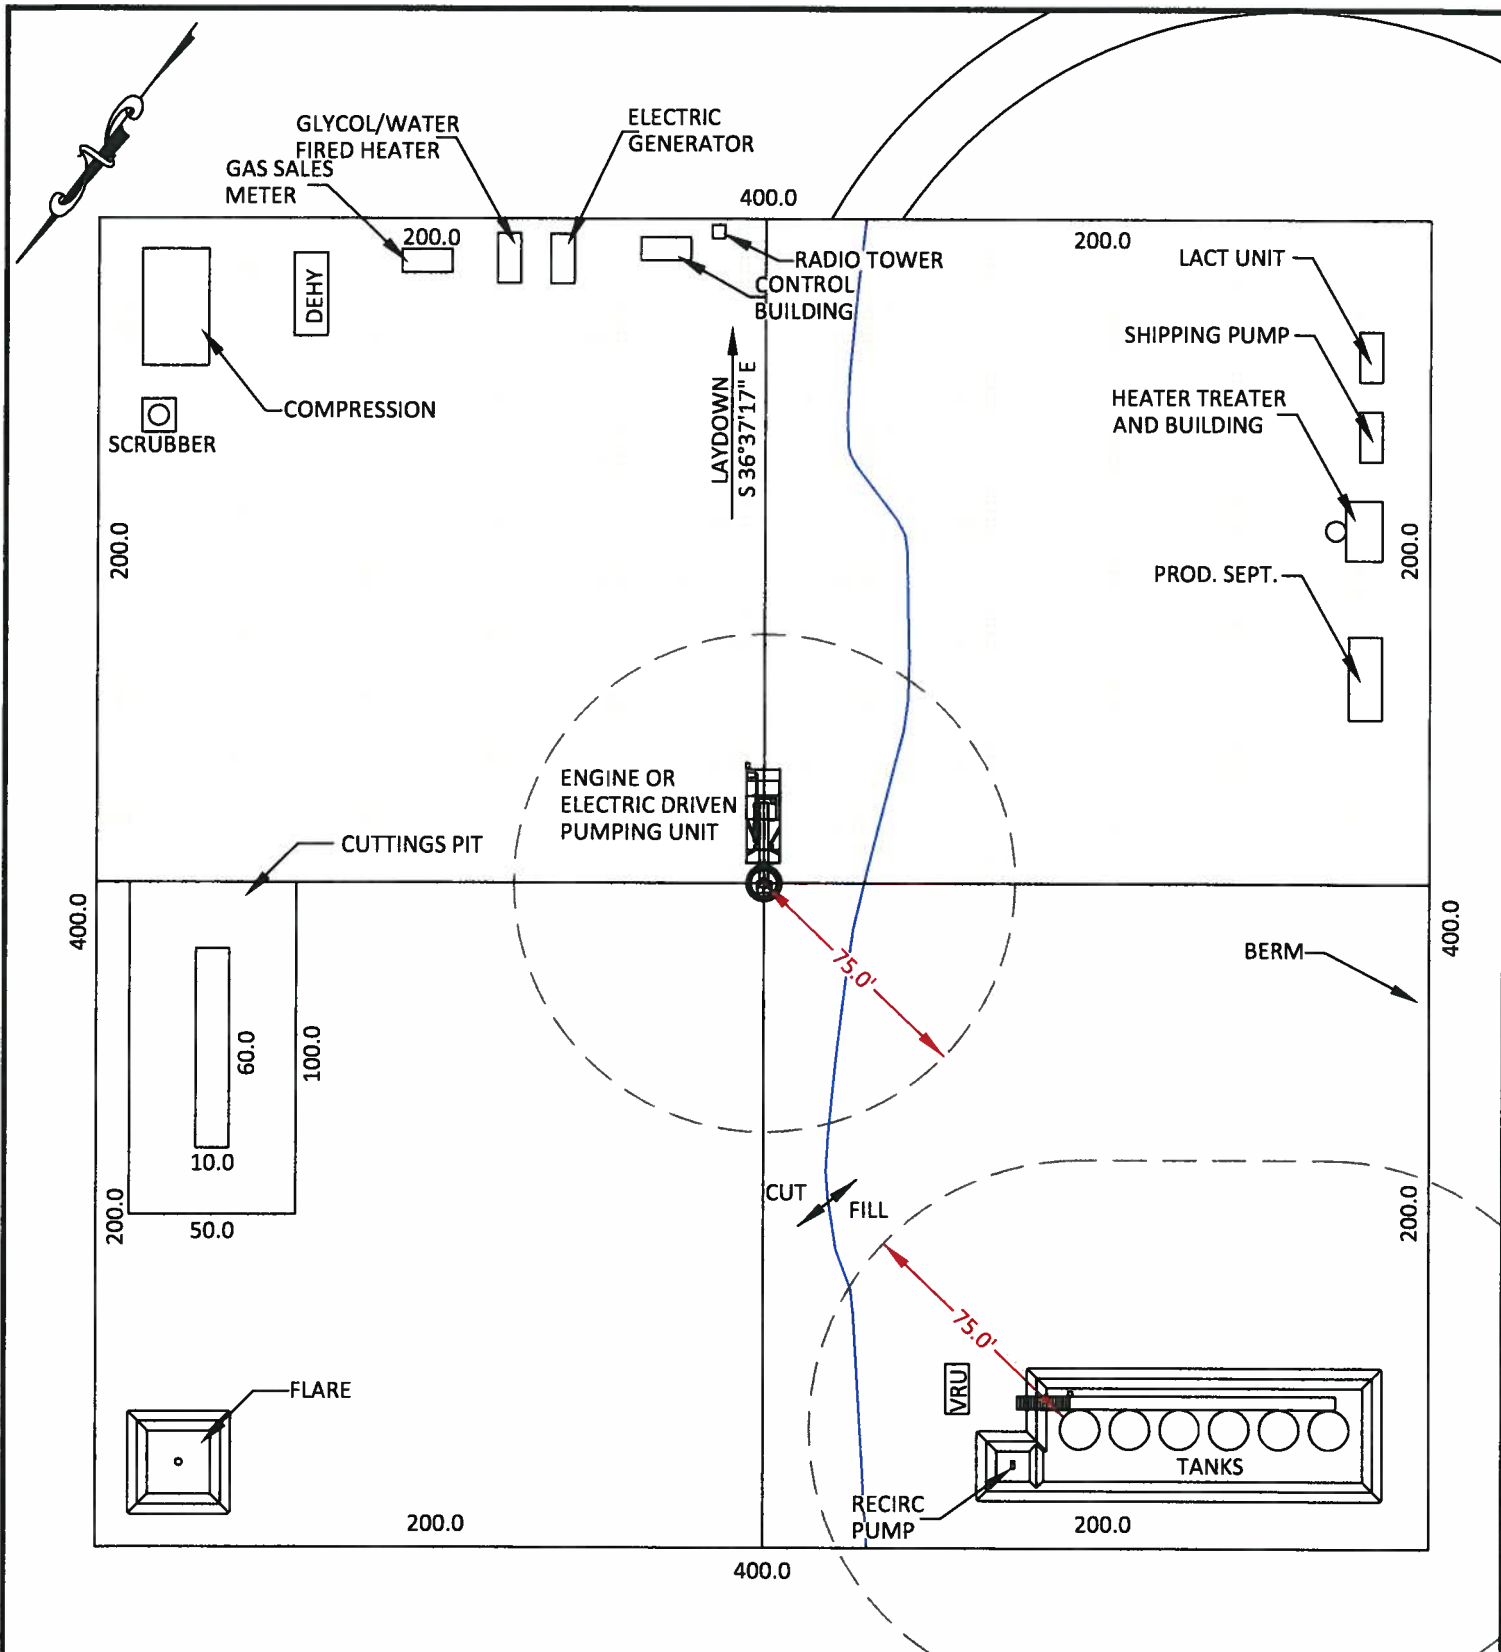 GLYCOL/WATER
FIRED HEATER
ELECTRIC
GENERATOR
GAS SALES
METER
400.0
200.0
200.0
RADIO TOWER
LACT UNIT
DEHY
CONTROL
BUILDING
SHIPPING PUMP
LAYDOWN
S 36°37'17" E
COMPRESSION
HEATER TREATER
AND BUILDING
SCRUBBER
200.0
200.0
PROD. SEPT.
ENGINE OR
ELECTRIC DRIVEN
PUMPING UNIT
CUTTINGS PIT
400.0
400.0
75.0'
BERM
60.0
100.0
10.0
200.0
50.0
CUT
FILL
200.0
75.0'
FLARE
VRU
TANKS
RECIRC
PUMP
200.0
200.0
400.0